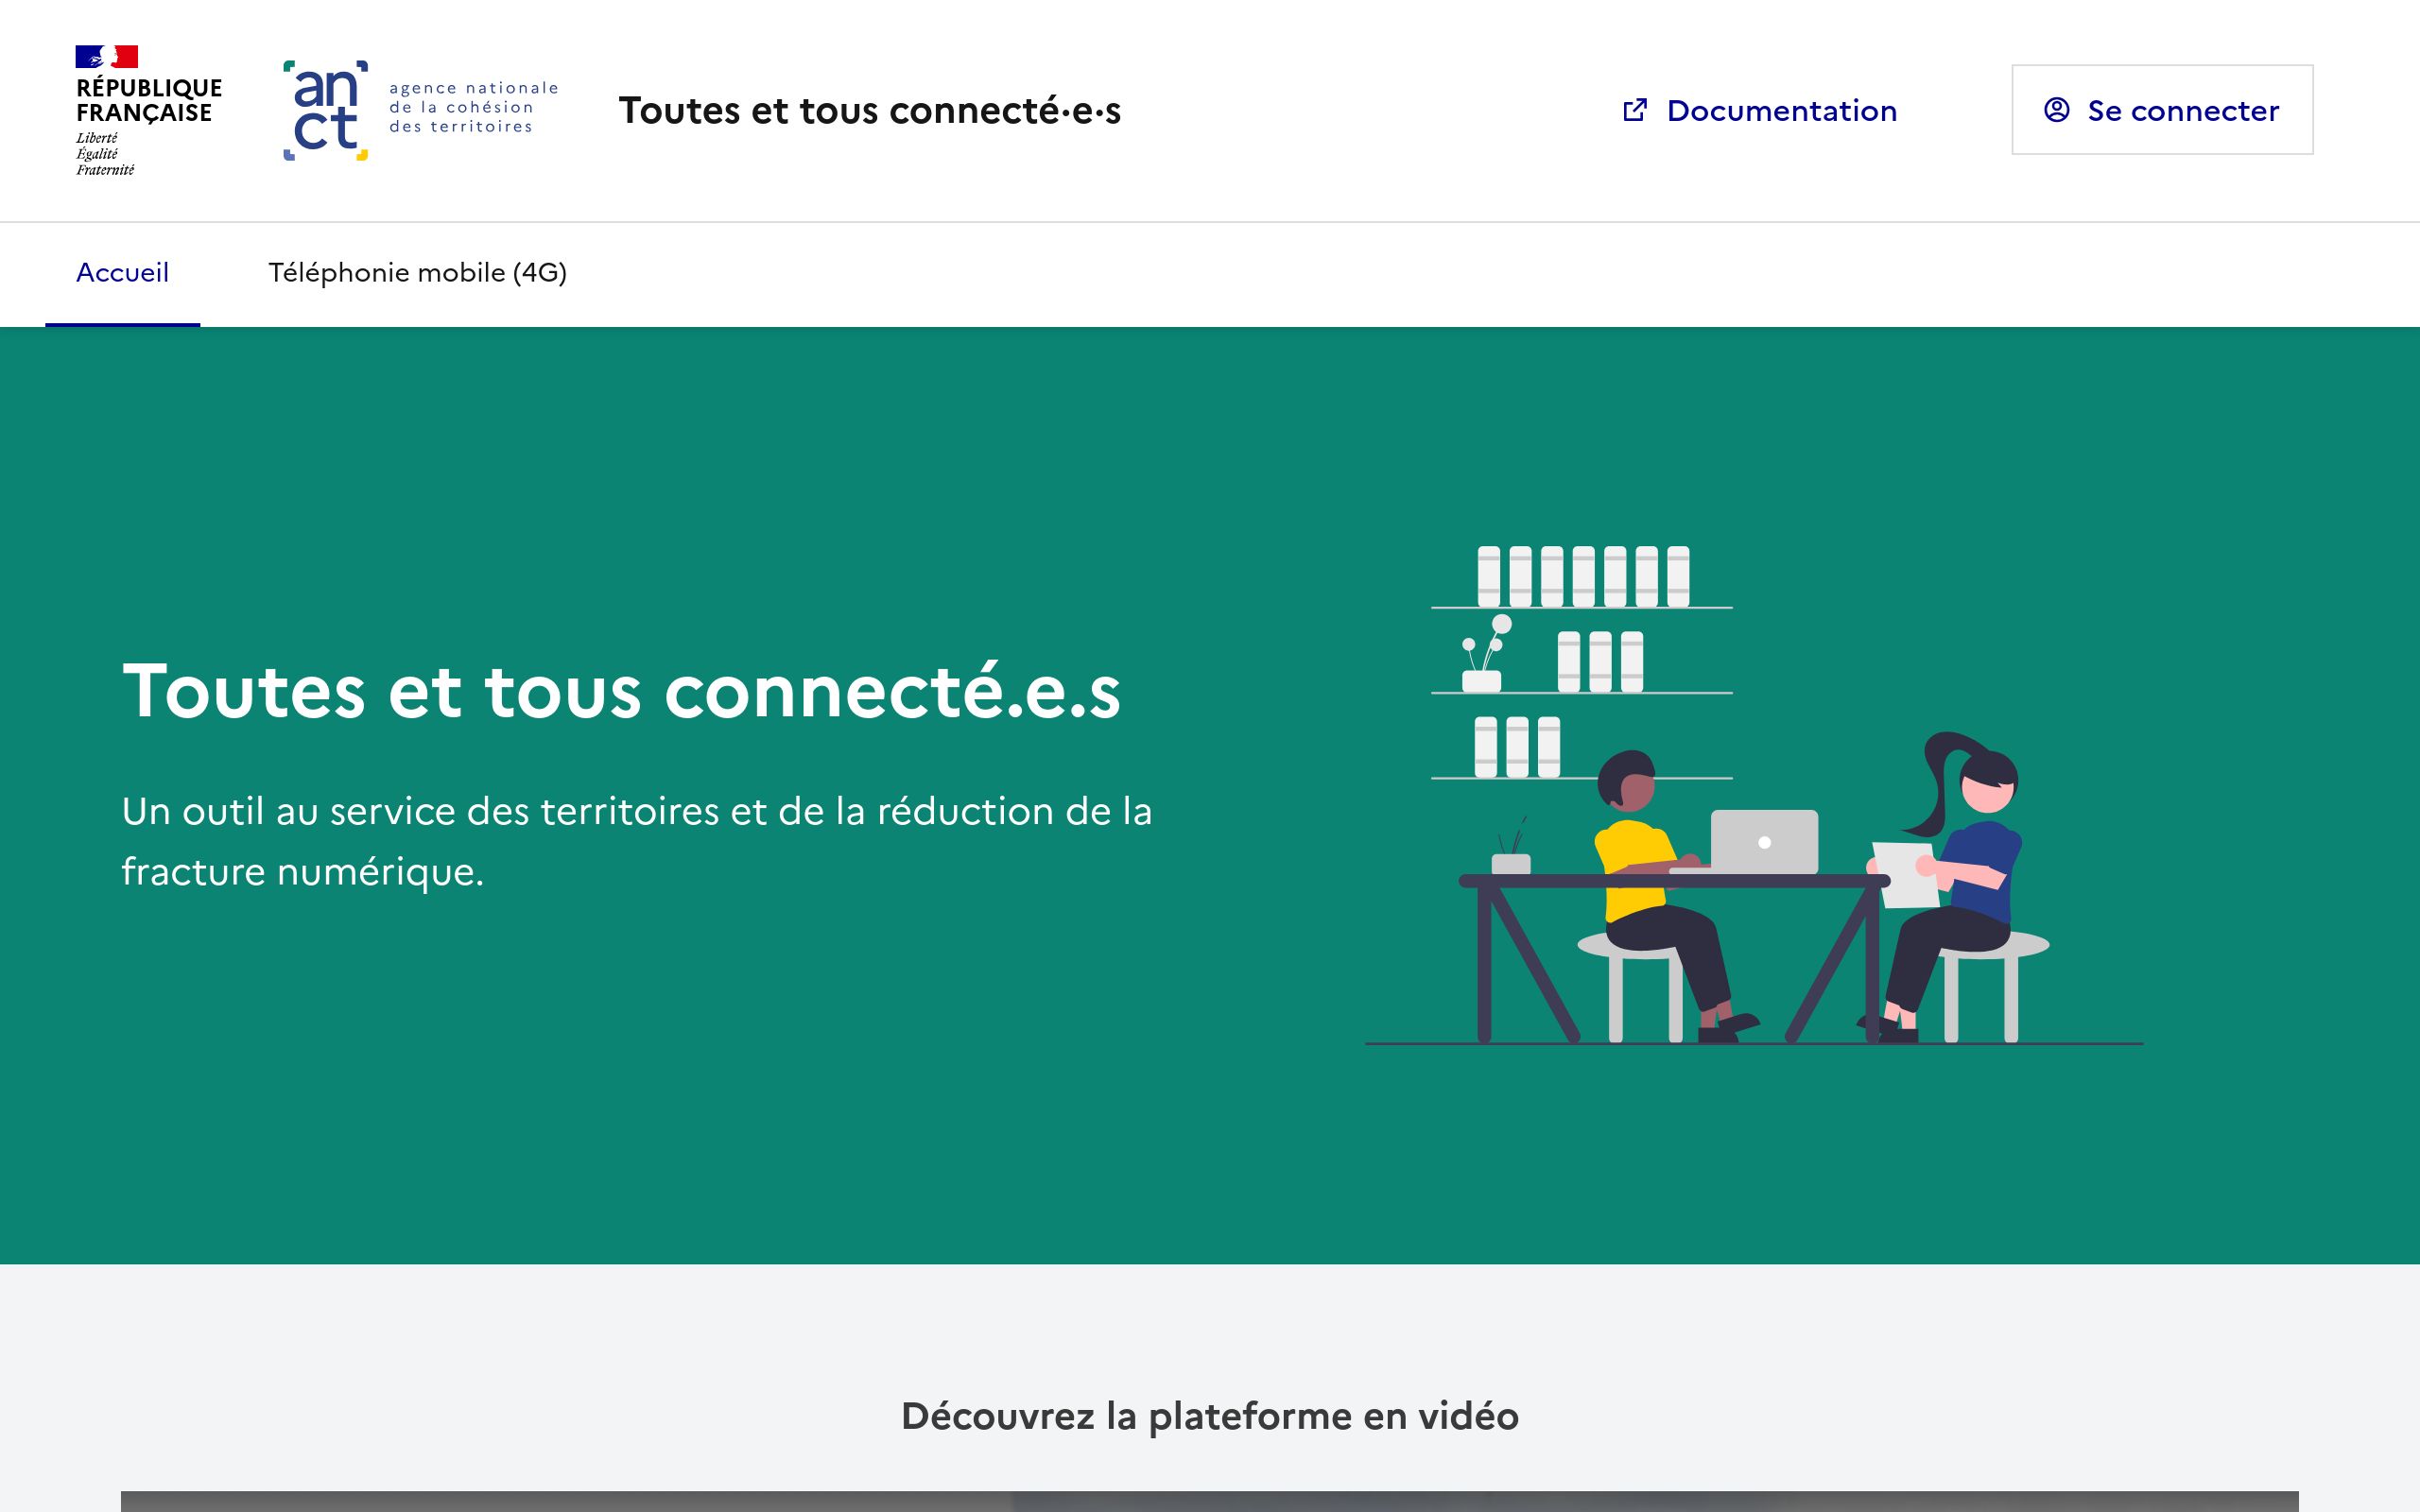 RÉPUBLIQUE
FRANÇAISE
Liberté
Égalité
Fraternité
an
ct
agence nationale
de la cohésion
des territoires
Toutes et tous connecté·e·s
Documentation
Se connecter
Accueil
Téléphonie mobile (4G)
Toutes et tous connecté.e.s
Un outil au service des territoires et de la réduction de la
fracture numérique.
Découvrez la plateforme en vidéo